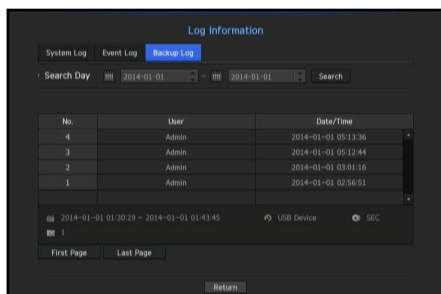 Log Information
System Log Event Log Backup Log
Search Day 2014-01-01 ~ 2014-01-01 Search
No. User Date/Time
4 Admin 2014-01-01 05:13:36
3 Admin 2014-01-01 05:12:44
2 Admin 2014-01-01 03:01:16
1 Admin 2014-01-01 02:56:51
2014-01-01 01:30:29 ~ 2014-01-01 01:43:45 USB Device SEC
1
First Page Last Page
Return